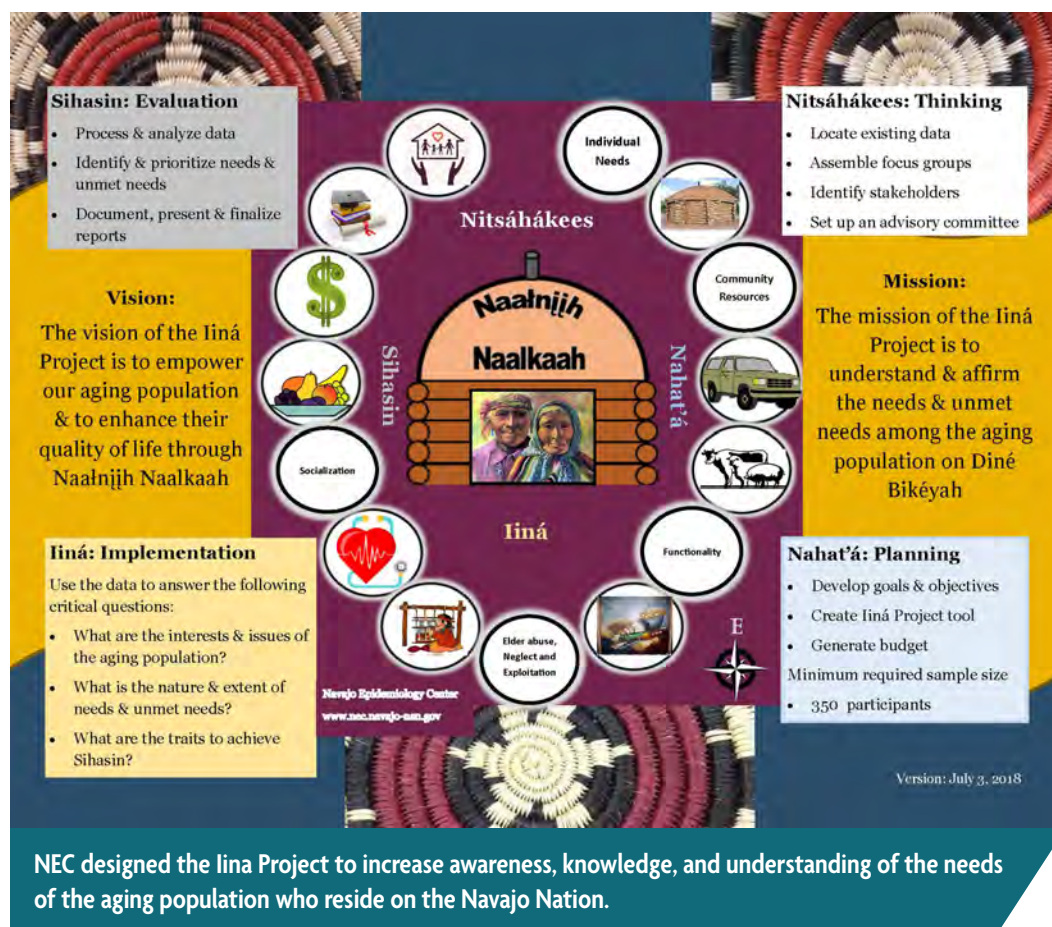 Sihasin: Evaluation
• Process & analyze data
• Identify & prioritize needs &
unmet needs
• Document, present & finalize
reports
Vision:
The vision of the Iiná
Project is to empower
our aging population
& to enhance their
quality of life through
Naałnįįh Naalkaah
Iiná: Implementation
Use the data to answer the following
critical questions:
• What are the interests & issues of
the aging population?
• What is the nature & extent of
needs & unmet needs?
• What are the traits to achieve
Sihasin?
Individual
Needs
Community
Resources
Functionality
Elder abuse,
Neglect and
Exploitation
Socialization
Nitsáhákees
Nahat'á
Iiná
Sihasin
Naałnįįh
Naalkaah
E
Navajo Epidemiology Center
www.nec.navajo-nsn.gov
Nitsáhákees: Thinking
• Locate existing data
• Assemble focus groups
• Identify stakeholders
• Set up an advisory committee
Mission:
The mission of the Iiná
Project is to
understand & affirm
the needs & unmet
needs among the aging
population on Diné
Bikéyah
Nahat'á: Planning
• Develop goals & objectives
• Create Iiná Project tool
• Generate budget
Minimum required sample size
• 350 participants
Version: July 3, 2018
NEC designed the Iina Project to increase awareness, knowledge, and understanding of the needs
of the aging population who reside on the Navajo Nation.